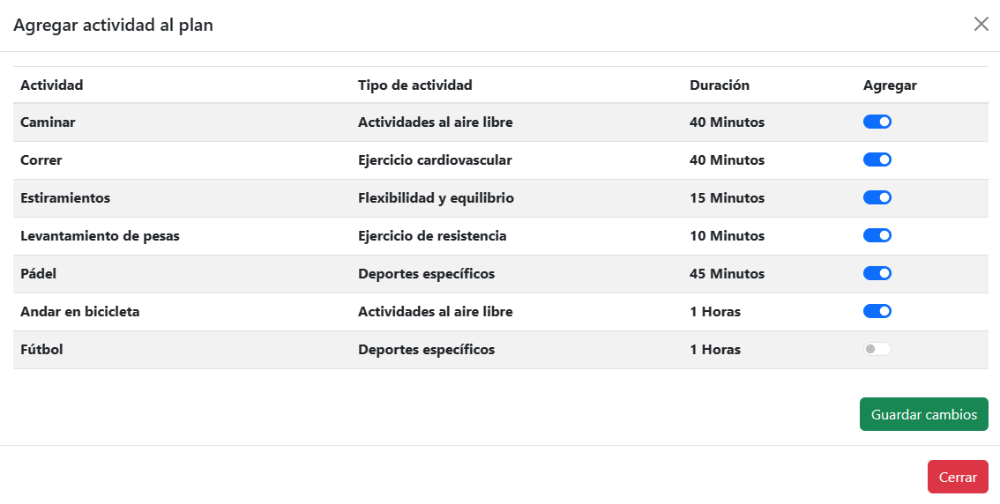 Agregar actividad al plan
Actividad Tipo de actividad Duración Agregar
Caminar Actividades al aire libre 40 Minutos
Correr Ejercicio cardiovascular 40 Minutos
Estiramientos Flexibilidad y equilibrio 15 Minutos
Levantamiento de pesas Ejercicio de resistencia 10 Minutos
Pádel Deportes específicos 45 Minutos
Andar en bicicleta Actividades al aire libre 1 Horas
Fútbol Deportes específicos 1 Horas
Guardar cambios
Cerrar